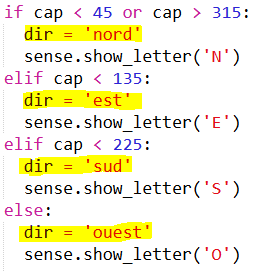 if cap < 45 or cap > 315:
  dir = 'nord'
  sense.show_letter('N')
elif cap < 135:
  dir = 'est'
  sense.show_letter('E')
elif cap < 225:
  dir = 'sud'
  sense.show_letter('S')
else:
  dir = 'ouest'
  sense.show_letter('O')